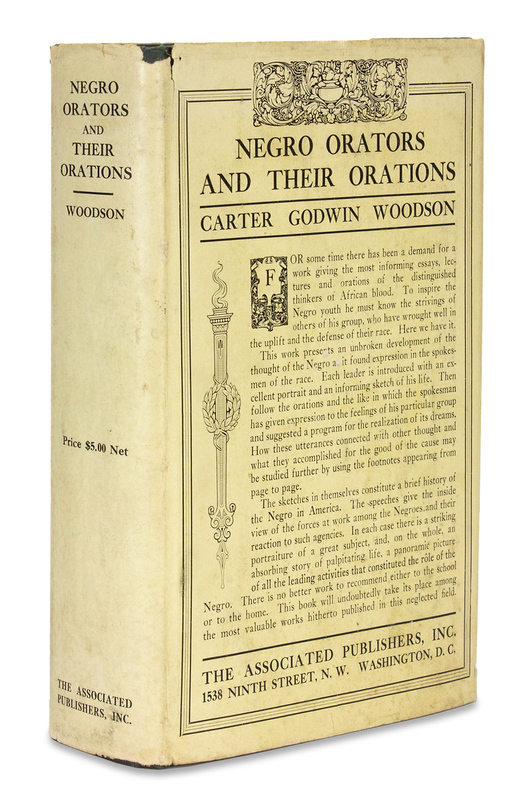 NEGRO
ORATORS
AND
THEIR
ORATIONS
WOODSON
Price $5.00 Net
THE ASSOCIATED
PUBLISHERS, INC.
NEGRO ORATORS
AND THEIR ORATIONS
CARTER GODWIN WOODSON
FOR some time there has been a demand for a
work giving the most informing essays, lec-
tures and orations of the distinguished
thinkers of African blood. To inspire the
Negro youth he must know the strivings of
others of his group, who have wrought well in
the uplift and the defense of their race. Here we have it.
This work presents an unbroken development of the
thought of the Negro as it found expression in the spokes-
men of the race. Each leader is introduced with an ex-
cellent portrait and an informing sketch of his life. Then
follow the orations and the like in which the spokesman
has given expression to the feelings of his particular group
and suggested a program for the realization of its dreams.
How these utterances connected with other thought and
what they accomplished for the good of the cause may
be studied further by using the footnotes appearing from
page to page.
The sketches in themselves constitute a brief history of
the Negro in America. The speeches give the inside
view of the forces at work among the Negroes and their
reaction to such agencies. In each case there is a striking
portraiture of a great subject, and, on the whole, an
absorbing story of palpitating life, a panoramic picture
of all the leading activities that constituted the rôle of the
Negro. There is no better work to recommend either to the school
or to the home. This book will undoubtedly take its place among
the most valuable works hitherto published in this neglected field.
THE ASSOCIATED PUBLISHERS, INC.
1538 NINTH STREET, N. W. WASHINGTON, D. C.